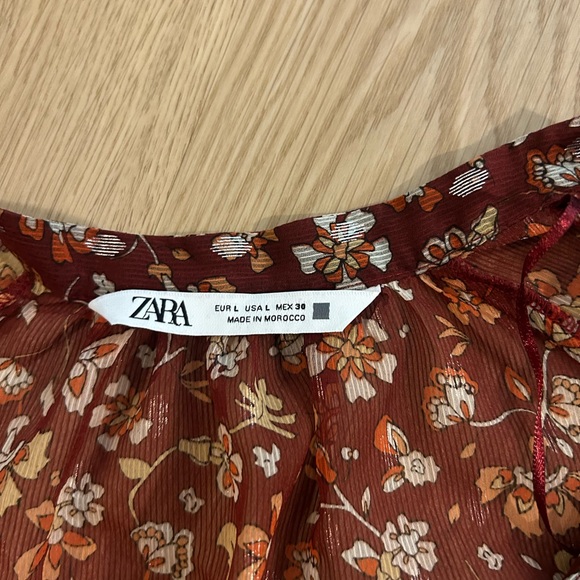 ZARA
EUR L USA L MEX 30
MADE IN MOROCCO